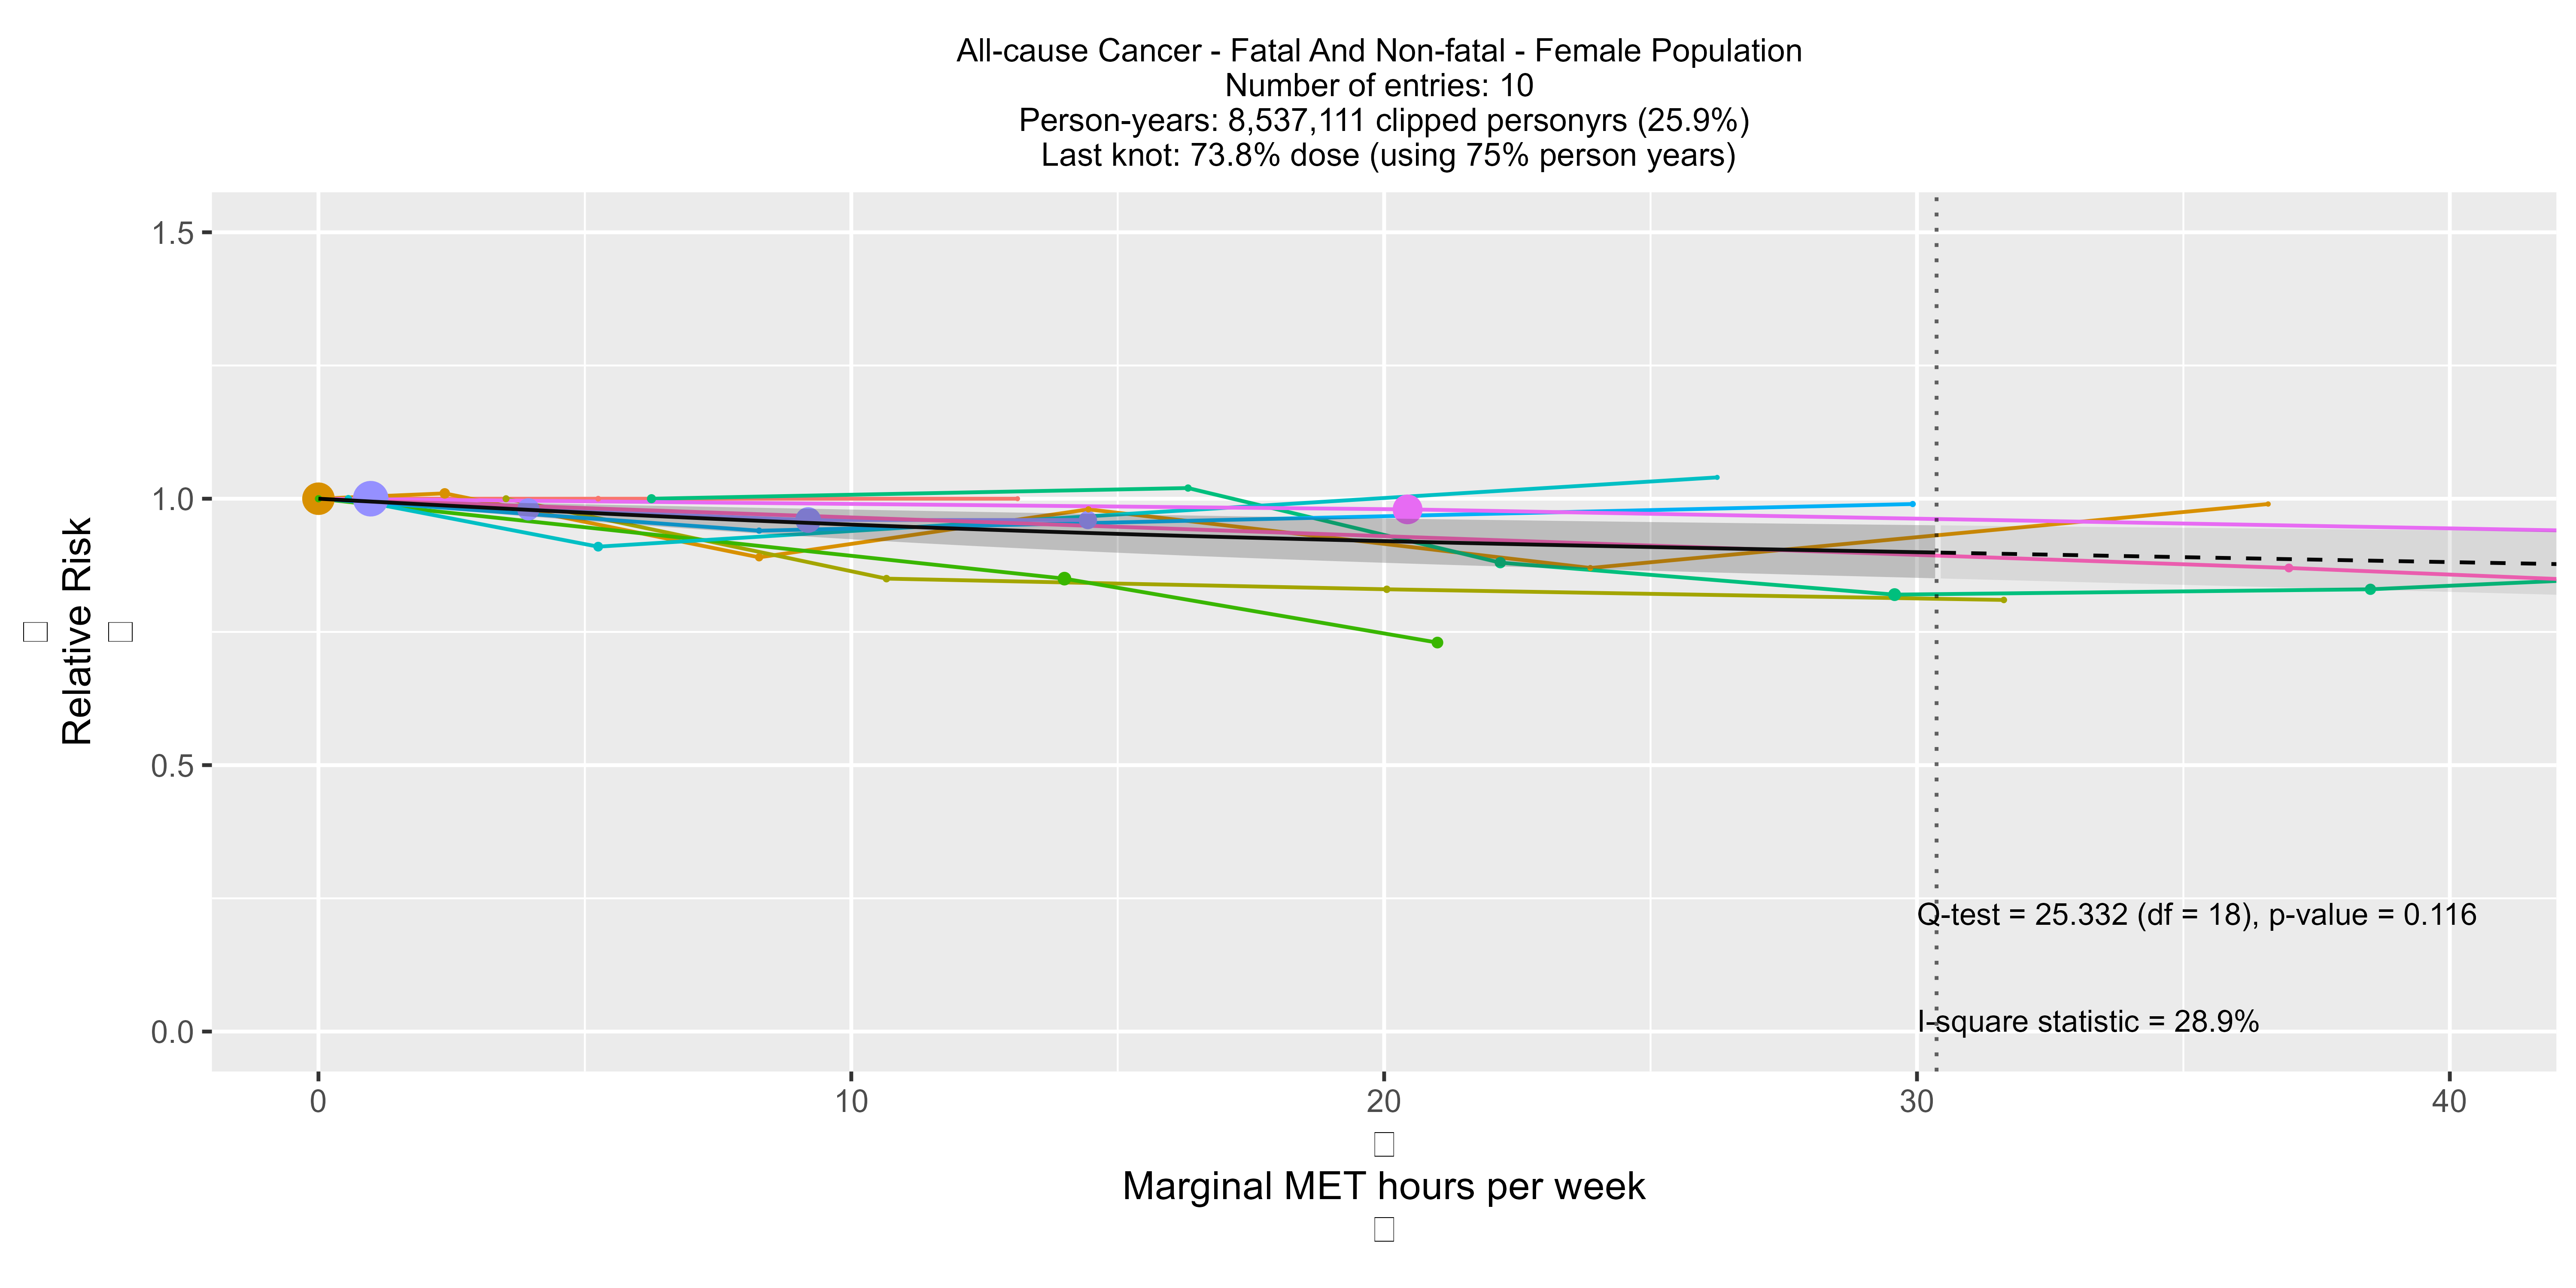 All-cause Cancer - Fatal And Non-fatal - Female Population
Number of entries: 10
Person-years: 8,537,111 clipped personyrs (25.9%)
Last knot: 73.8% dose (using 75% person years)
1.5
1.0
0.5
0.0
Relative Risk
Q-test = 25.332 (df = 18), p-value = 0.116
I-square statistic = 28.9%
0 10 20 30 40
Marginal MET hours per week